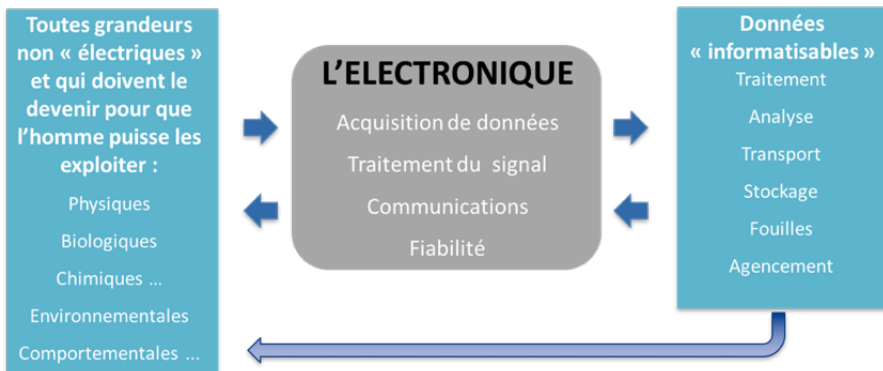 Toutes grandeurs
non « électriques »
et qui doivent le
devenir pour que
l'homme puisse les
exploiter :
Physiques
Biologiques
Chimiques ...
Environnementales
Comportementales ...
L'ELECTRONIQUE
Acquisition de données
Traitement du signal
Communications
Fiabilité
Données
« informatisables »
Traitement
Analyse
Transport
Stockage
Fouilles
Agencement